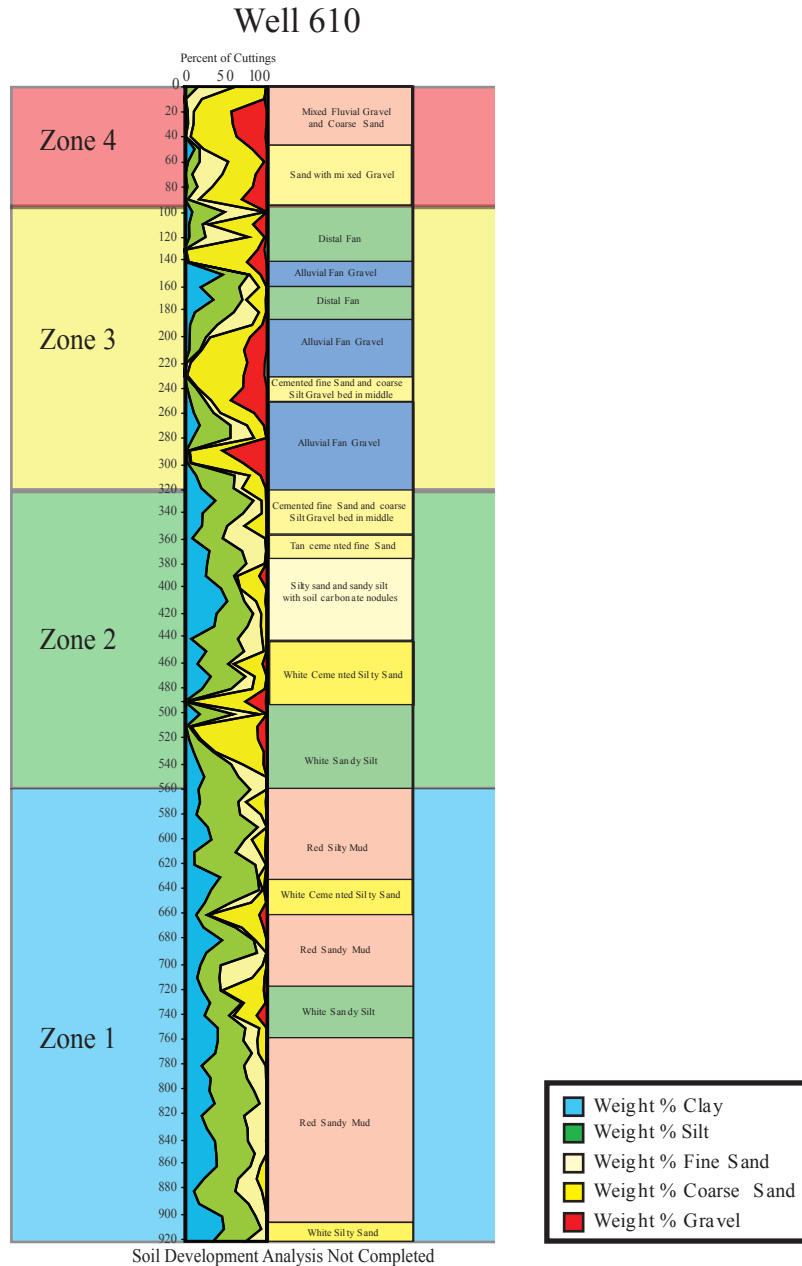 Well 610
Percent of Cuttings
0 50 100
0
20
40
60
80
100
120
140
160
180
200
220
240
260
280
300
320
340
360
380
400
420
440
460
480
500
520
540
560
580
600
620
640
660
680
700
720
740
760
780
800
820
840
860
880
900
920
Zone 4
Zone 3
Zone 2
Zone 1
Mixed Fluvial Gravel
and Coarse Sand
Sand with mixed Gravel
Distal Fan
Alluvial Fan Gravel
Distal Fan
Alluvial Fan Gravel
Cemented fine Sand and coarse
Silt Gravel bed in middle
Alluvial Fan Gravel
Cemented fine Sand and coarse
Silt Gravel bed in middle
Tan cemented fine Sand
Silty sand and sandy silt
with soil carbonate nodules
White Cemented Silty Sand
White Sandy Silt
Red Silty Mud
White Cemented Silty Sand
Red Sandy Mud
White Sandy Silt
Red Sandy Mud
White Silty Sand
Soil Development Analysis Not Completed
Weight % Clay
Weight % Silt
Weight % Fine Sand
Weight % Coarse Sand
Weight % Gravel